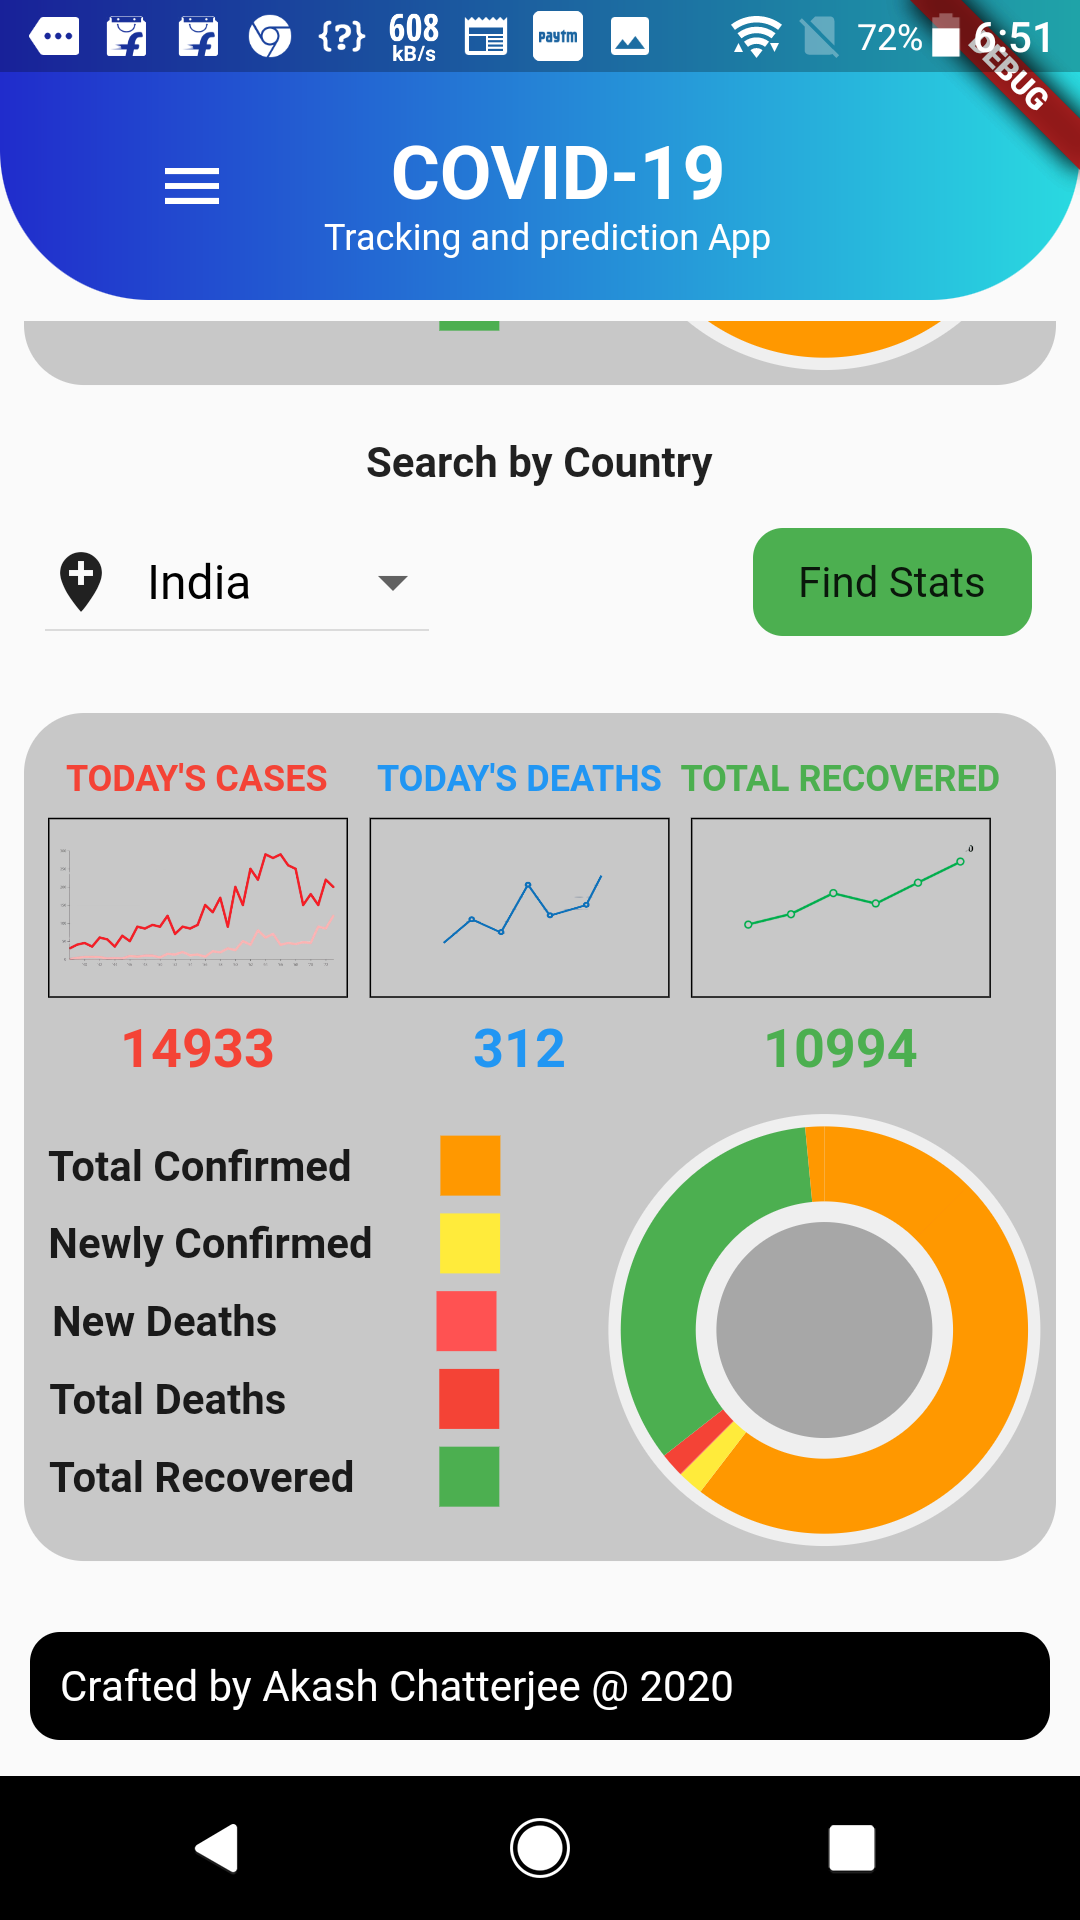 {?} 608 kB/s paytm 72% 6:51
DEBUG
COVID-19
Tracking and prediction App
Search by Country
India
Find Stats
TODAY'S CASES TODAY'S DEATHS TOTAL RECOVERED
14933 312 10994
Total Confirmed
Newly Confirmed
New Deaths
Total Deaths
Total Recovered
Crafted by Akash Chatterjee @ 2020